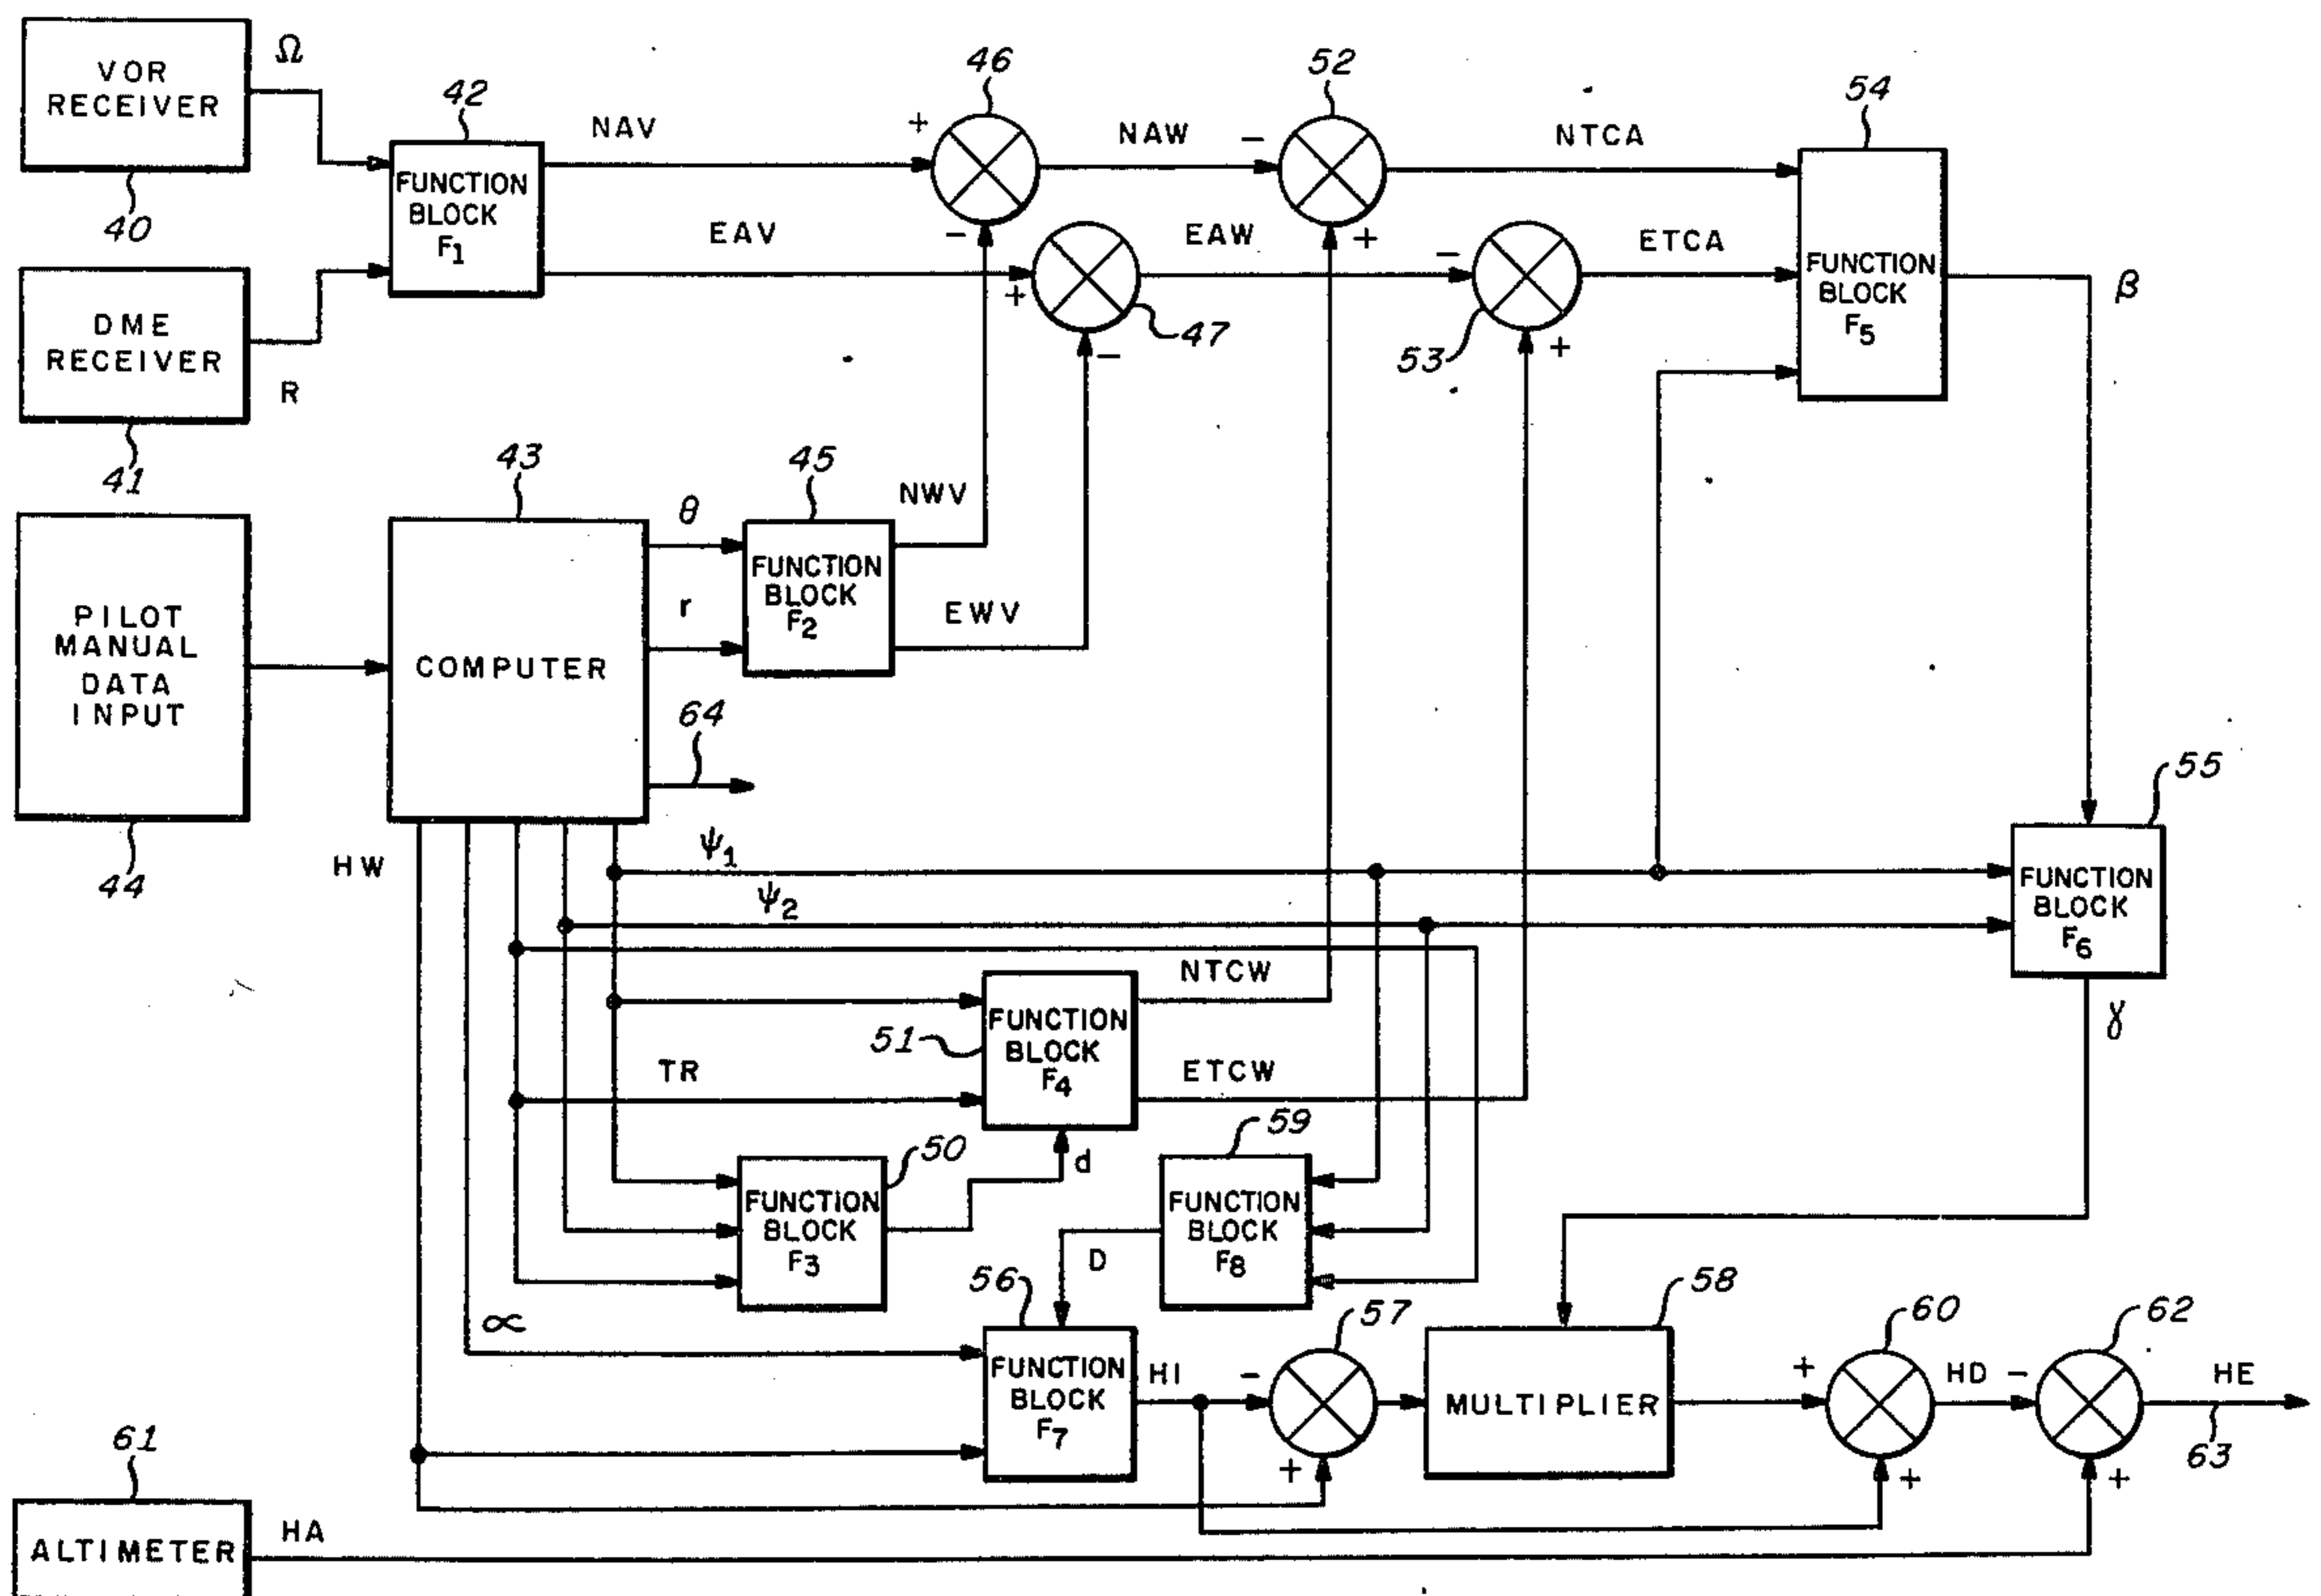 VOR
RECEIVER
Ω
40
DME
RECEIVER
R
41
42
FUNCTION
BLOCK
F1
NAV
EAV
+
-
46
NAW
+
-
47
EAW
-
+
52
NTCA
-
+
53
ETCA
54
FUNCTION
BLOCK
F5
β
PILOT
MANUAL
DATA
INPUT
44
43
COMPUTER
θ
r
45
FUNCTION
BLOCK
F2
NWV
EWV
64
HW
ψ1
ψ2
55
FUNCTION
BLOCK
F6
γ
NTCW
51
FUNCTION
BLOCK
F4
TR
ETCW
d
50
FUNCTION
BLOCK
F3
59
FUNCTION
BLOCK
F8
D
∝
56
FUNCTION
BLOCK
F7
HI
-
+
57
58
MULTIPLIER
+
+
60
HD
-
+
62
HE
63
61
ALTIMETER
HA